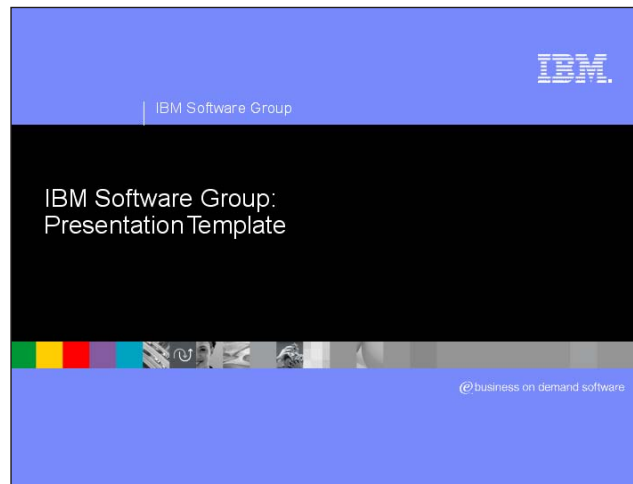 IBM.
IBM Software Group
IBM Software Group:
Presentation Template
e business on demand software